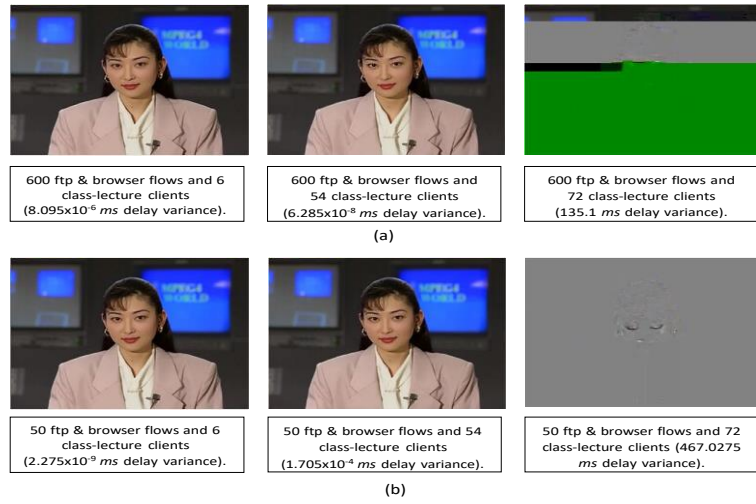 MPEG4
WORLD
MPEG4
WORLD
600 ftp & browser flows and 6
class-lecture clients
(8.095x10⁻⁶ ms delay variance).
600 ftp & browser flows and
54 class-lecture clients
(6.285x10⁻⁸ ms delay variance).
600 ftp & browser flows and
72 class-lecture clients
(135.1 ms delay variance).
(a)
MPEG4
WORLD
MPEG4
WORLD
50 ftp & browser flows and 6
class-lecture clients
(2.275x10⁻⁹ ms delay variance).
50 ftp & browser flows and 54
class-lecture clients
(1.705x10⁻⁴ ms delay variance).
50 ftp & browser flows and 72
class-lecture clients (467.0275
ms delay variance).
(b)